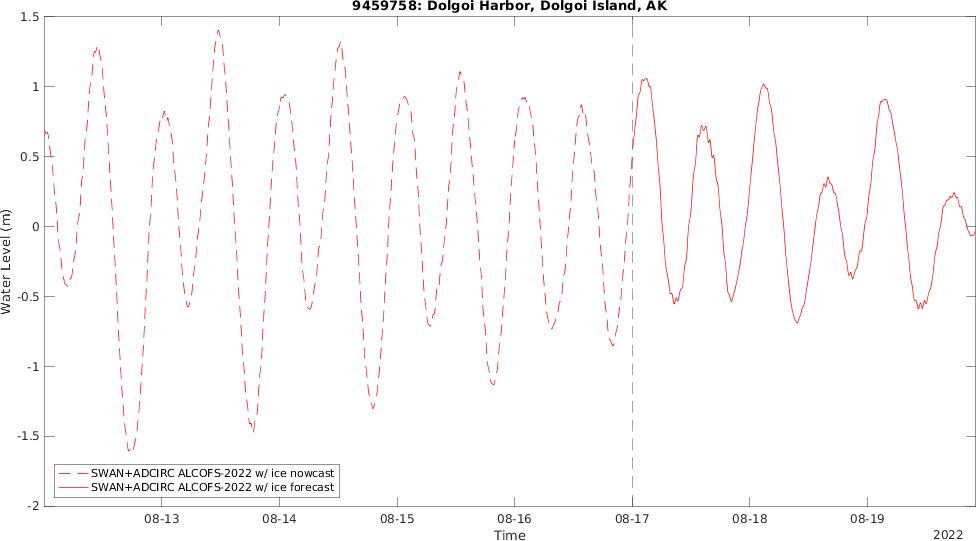 9459758: Dolgoi Harbor, Dolgoi Island, AK
1.5
1
0.5
0
-0.5
-1
-1.5
-2
Water Level (m)
SWAN+ADCIRC ALCOFS-2022 w/ ice nowcast
SWAN+ADCIRC ALCOFS-2022 w/ ice forecast
08-13 08-14 08-15 08-16 08-17 08-18 08-19
Time
2022